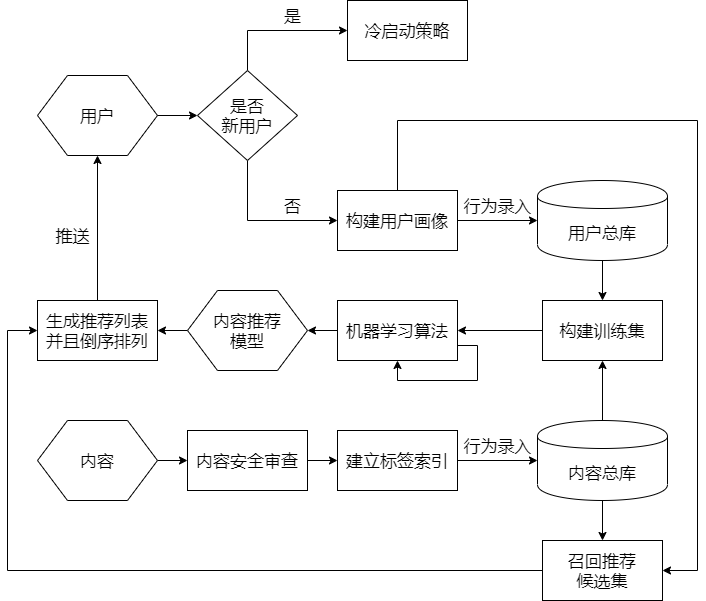 是
冷启动策略
用户
是否
新用户
否
构建用户画像
行为录入
用户总库
推送
生成推荐列表
并且倒序排列
内容推荐
模型
机器学习算法
构建训练集
内容
内容安全审查
建立标签索引
行为录入
内容总库
召回推荐
候选集